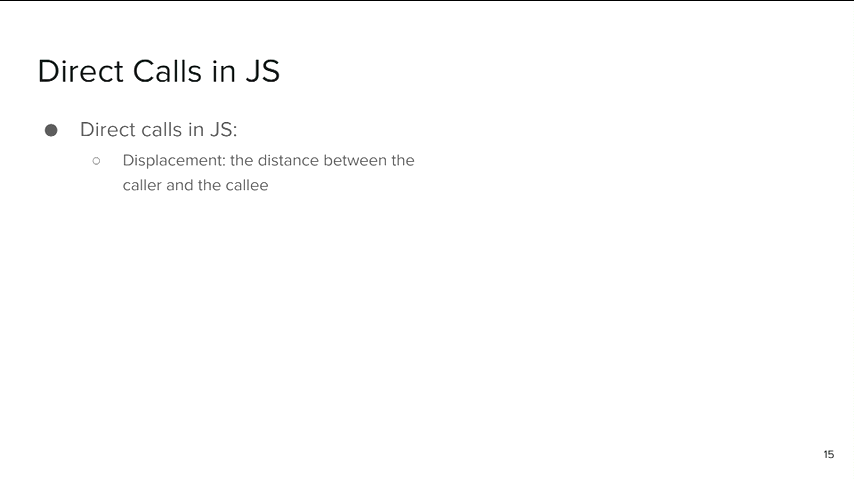 Direct Calls in JS
● Direct calls in JS:
○ Displacement: the distance between the
caller and the callee
15